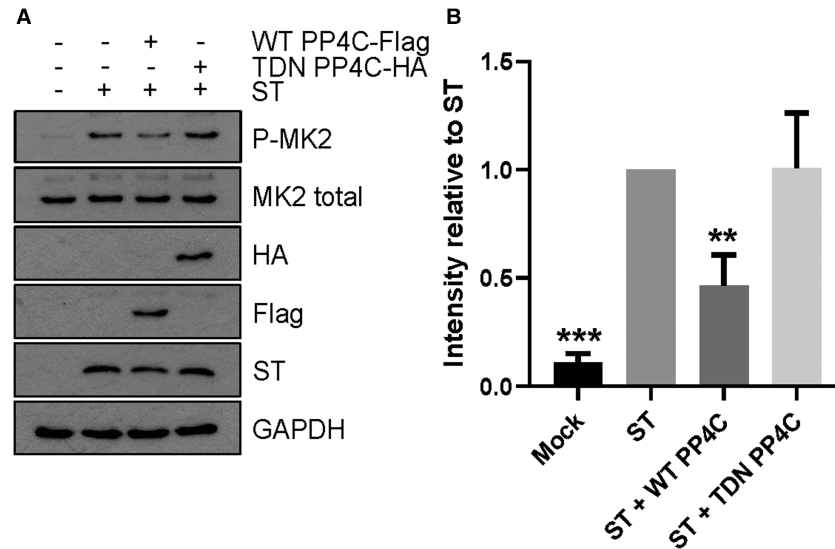 A
- - + - WT PP4C-Flag
- - - + TDN PP4C-HA
- + + + ST
P-MK2
MK2 total
HA
Flag
ST
GAPDH
B
Intensity relative to ST
1.5
1.0
0.5
0.0
***
**
Mock
ST
ST + WT PP4C
ST + TDN PP4C